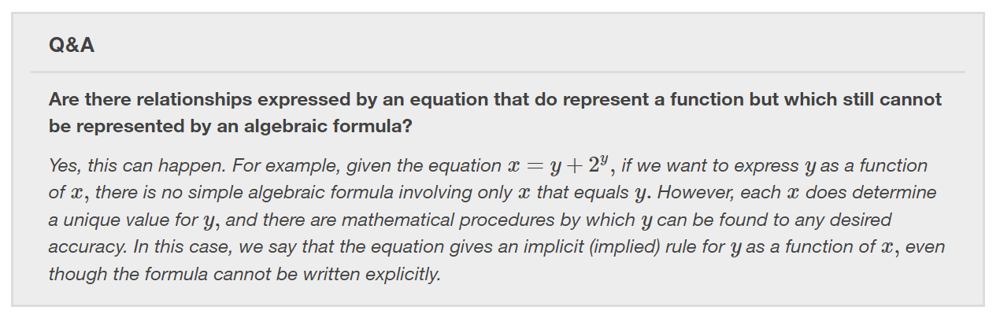 Q&A
Are there relationships expressed by an equation that do represent a function but which still cannot
be represented by an algebraic formula?
Yes, this can happen. For example, given the equation x = y + 2^y, if we want to express y as a function
of x, there is no simple algebraic formula involving only x that equals y. However, each x does determine
a unique value for y, and there are mathematical procedures by which y can be found to any desired
accuracy. In this case, we say that the equation gives an implicit (implied) rule for y as a function of x, even
though the formula cannot be written explicitly.